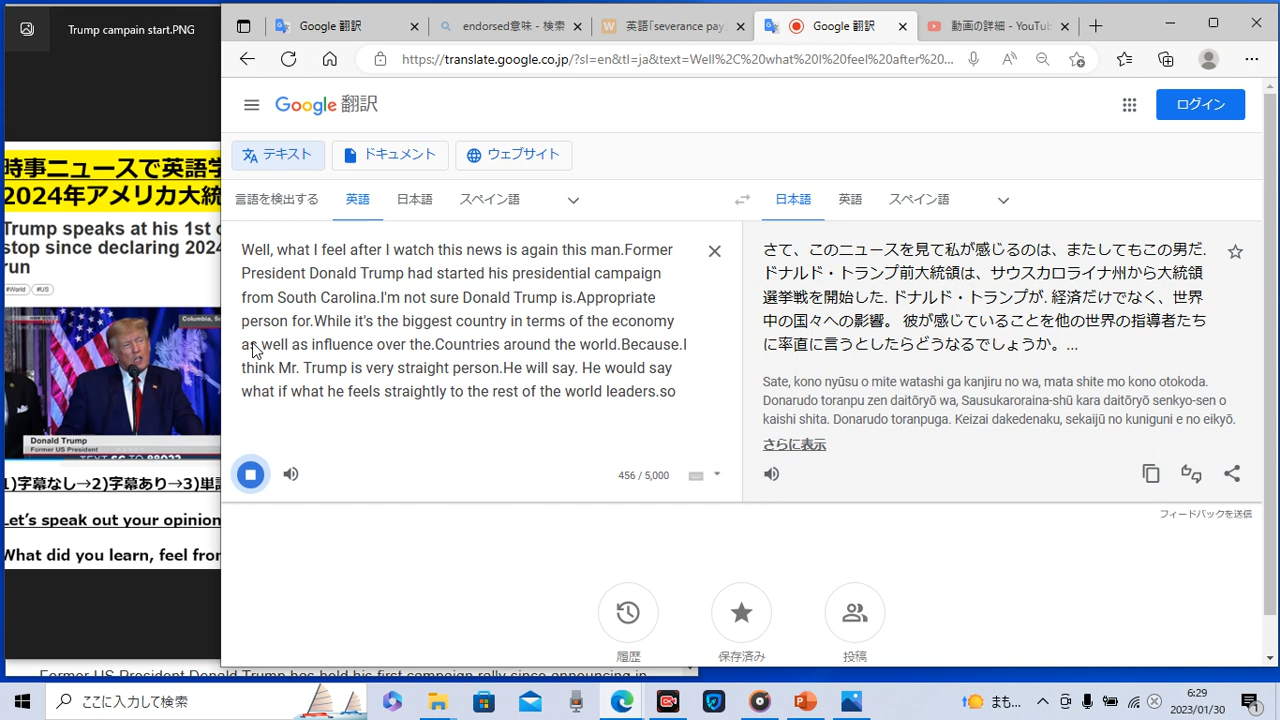 Trump campain start.PNG
Google 翻訳
endorsed意味 - 検索
英語「severance pay
Google 翻訳
動画の詳細 - YouTub
https://translate.google.co.jp/?sl=en&tl=ja&text=Well%2C%20what%20I%20feel%20after%20...
Google 翻訳
ログイン
テキスト
ドキュメント
ウェブサイト
言語を検出する
英語
日本語
スペイン語
日本語
英語
スペイン語
Well, what I feel after I watch this news is again this man.Former
President Donald Trump had started his presidential campaign
from South Carolina.I'm not sure Donald Trump is.Appropriate
person for.While it's the biggest country in terms of the economy
as well as influence over the.Countries around the world.Because.I
think Mr. Trump is very straight person.He will say. He would say
what if what he feels straightly to the rest of the world leaders.so
456 / 5,000
さて、このニュースを見て私が感じるのは、またしてもこの男だ.
ドナルド・トランプ前大統領は、サウスカロライナ州から大統領
選挙戦を開始した. ドナルド・トランプが. 経済だけでなく、世界
中の国々への影響。 彼が感じていることを他の世界の指導者たち
に率直に言うとしたらどうなるでしょうか。...
Sate, kono nyūsu o mite watashi ga kanjiru no wa, mata shite mo kono otokoda.
Donarudo toranpu zen daitōryō wa, Sausukaroraina-shū kara daitōryō senkyo-sen o
kaishi shita. Donarudo toranpuga. Keizai dakedenaku, sekaijū no kuniguni e no eikyō.
さらに表示
フィードバックを送信
履歴
保存済み
投稿
時事ニュースで英語学
2024年アメリカ大統
Trump speaks at his 1st c
stop since declaring 2024
run
#World
#US
Columbia, S
Donald Trump
Former US President
TEXT SC TO 88022
1)字幕なし→2)字幕あり→3)単語
Let's speak out your opinion
What did you learn, feel from
Former US President Donald Trump has held his first campaign rally since announcing in
ここに入力して検索
まも...
6:29
2023/01/30
1